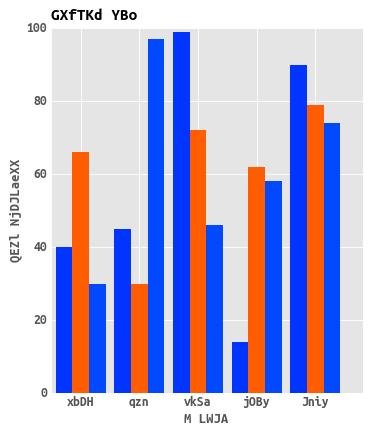 GXfTKd YBo
100
80
60
40
20
0
QEZl NjDJLaeXX
xbDH qzn vkSa jOBy Jniy
M LWJA